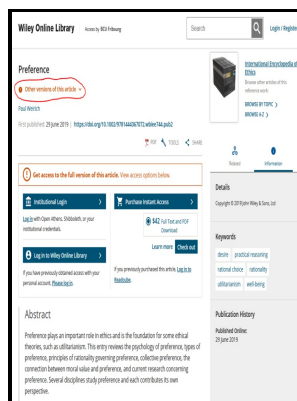 Wiley Online Library
Access by BCU Fribourg
Search
Login / Register
Preference
Other versions of this article
Paul Weirich
First published: 29 June 2019 | https://doi.org/10.1002/9781444367072.wbiee144.pub2
PDF TOOLS SHARE
Get access to the full version of this article. View access options below.
Institutional Login
Log in with Open Athens, Shibboleth, or your
institutional credentials.
Log in to Wiley Online Library
If you have previously obtained access with your
personal account, Please log in.
Purchase Instant Access
$42 Full Text and PDF
Download
Learn more Check out
If you previously purchased this article, Log in to
Readcube.
Abstract
Preference plays an important role in ethics and is the foundation for some ethical
theories, such as utilitarianism. This entry reviews the psychology of preference, types of
preference, principles of rationality governing preference, collective preference, the
connection between moral value and preference, and current research concerning
preference. Several disciplines study preference and each contributes its own
perspective.
International Encyclopedia of
Ethics
Browse other articles of this
reference work:
BROWSE BY TOPIC
BROWSE A-Z
Related Information
Details
Copyright © 2019 John Wiley & Sons, Ltd
Keywords
desire practical reasoning
rational choice rationality
utilitarianism well-being
Publication History
Published Online:
29 June 2019